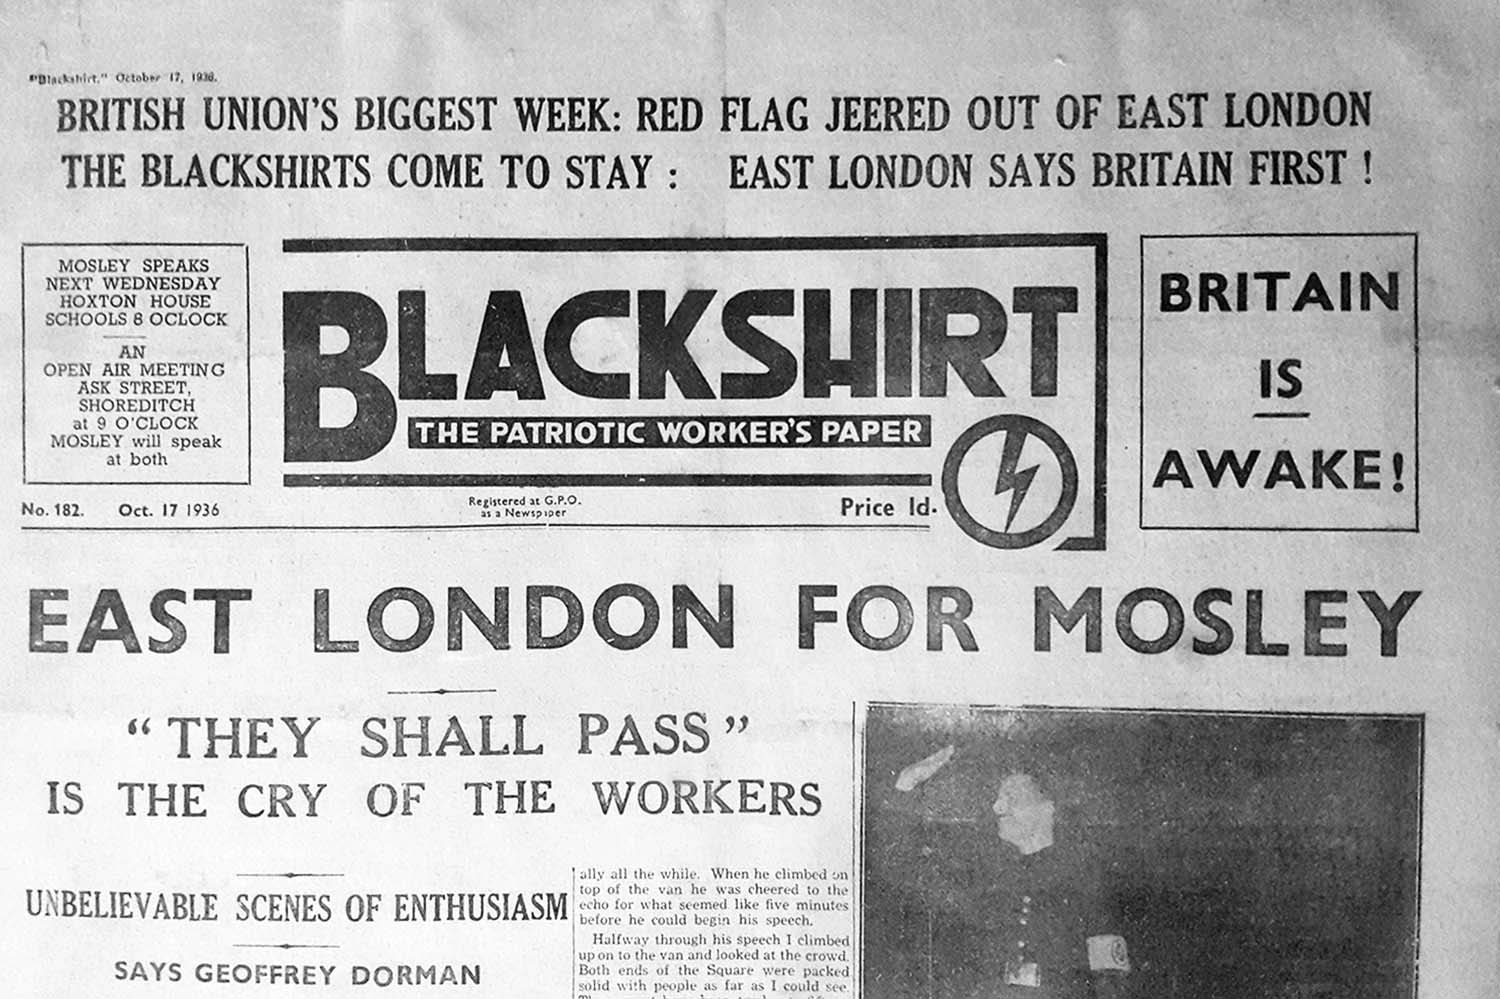 "Blackshirt," October 17, 1936.
BRITISH UNION'S BIGGEST WEEK: RED FLAG JEERED OUT OF EAST LONDON
THE BLACKSHIRTS COME TO STAY : EAST LONDON SAYS BRITAIN FIRST !
MOSLEY SPEAKS
NEXT WEDNESDAY
HOXTON HOUSE
SCHOOLS 8 OCLOCK
AN
OPEN AIR MEETING
ASK STREET,
SHOREDITCH
at 9 O'CLOCK
MOSLEY will speak
at both
No. 182. Oct. 17 1936
BLACKSHIRT
THE PATRIOTIC WORKER'S PAPER
Registered at G.P.O.
as a Newspaper
Price 1d.
BRITAIN
IS
AWAKE!
EAST LONDON FOR MOSLEY
"THEY SHALL PASS"
IS THE CRY OF THE WORKERS
UNBELIEVABLE SCENES OF ENTHUSIASM
SAYS GEOFFREY DORMAN
ally all the while. When he climbed on
top of the van he was cheered to the
echo for what seemed like five minutes
before he could begin his speech.
Halfway through his speech I climbed
up on to the van and looked at the crowd.
Both ends of the Square were packed
solid with people as far as I could see.